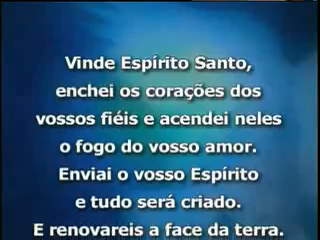 Vinde Espírito Santo,
enchei os corações dos
vossos fiéis e acendei neles
o fogo do vosso amor.
Enviai o vosso Espírito
e tudo será criado.
E renovareis a face da terra.